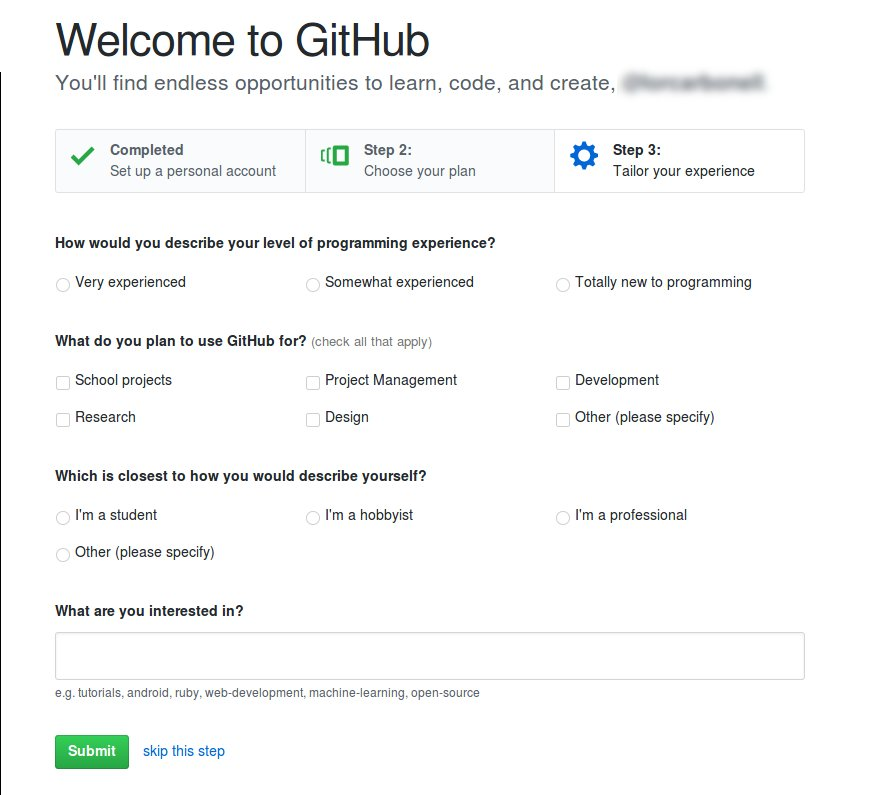 Welcome to GitHub
You'll find endless opportunities to learn, code, and create,
Completed
Set up a personal account
Step 2:
Choose your plan
Step 3:
Tailor your experience
How would you describe your level of programming experience?
Very experienced
Somewhat experienced
Totally new to programming
What do you plan to use GitHub for? (check all that apply)
School projects
Project Management
Development
Research
Design
Other (please specify)
Which is closest to how you would describe yourself?
I'm a student
I'm a hobbyist
I'm a professional
Other (please specify)
What are you interested in?
e.g. tutorials, android, ruby, web-development, machine-learning, open-source
Submit
skip this step